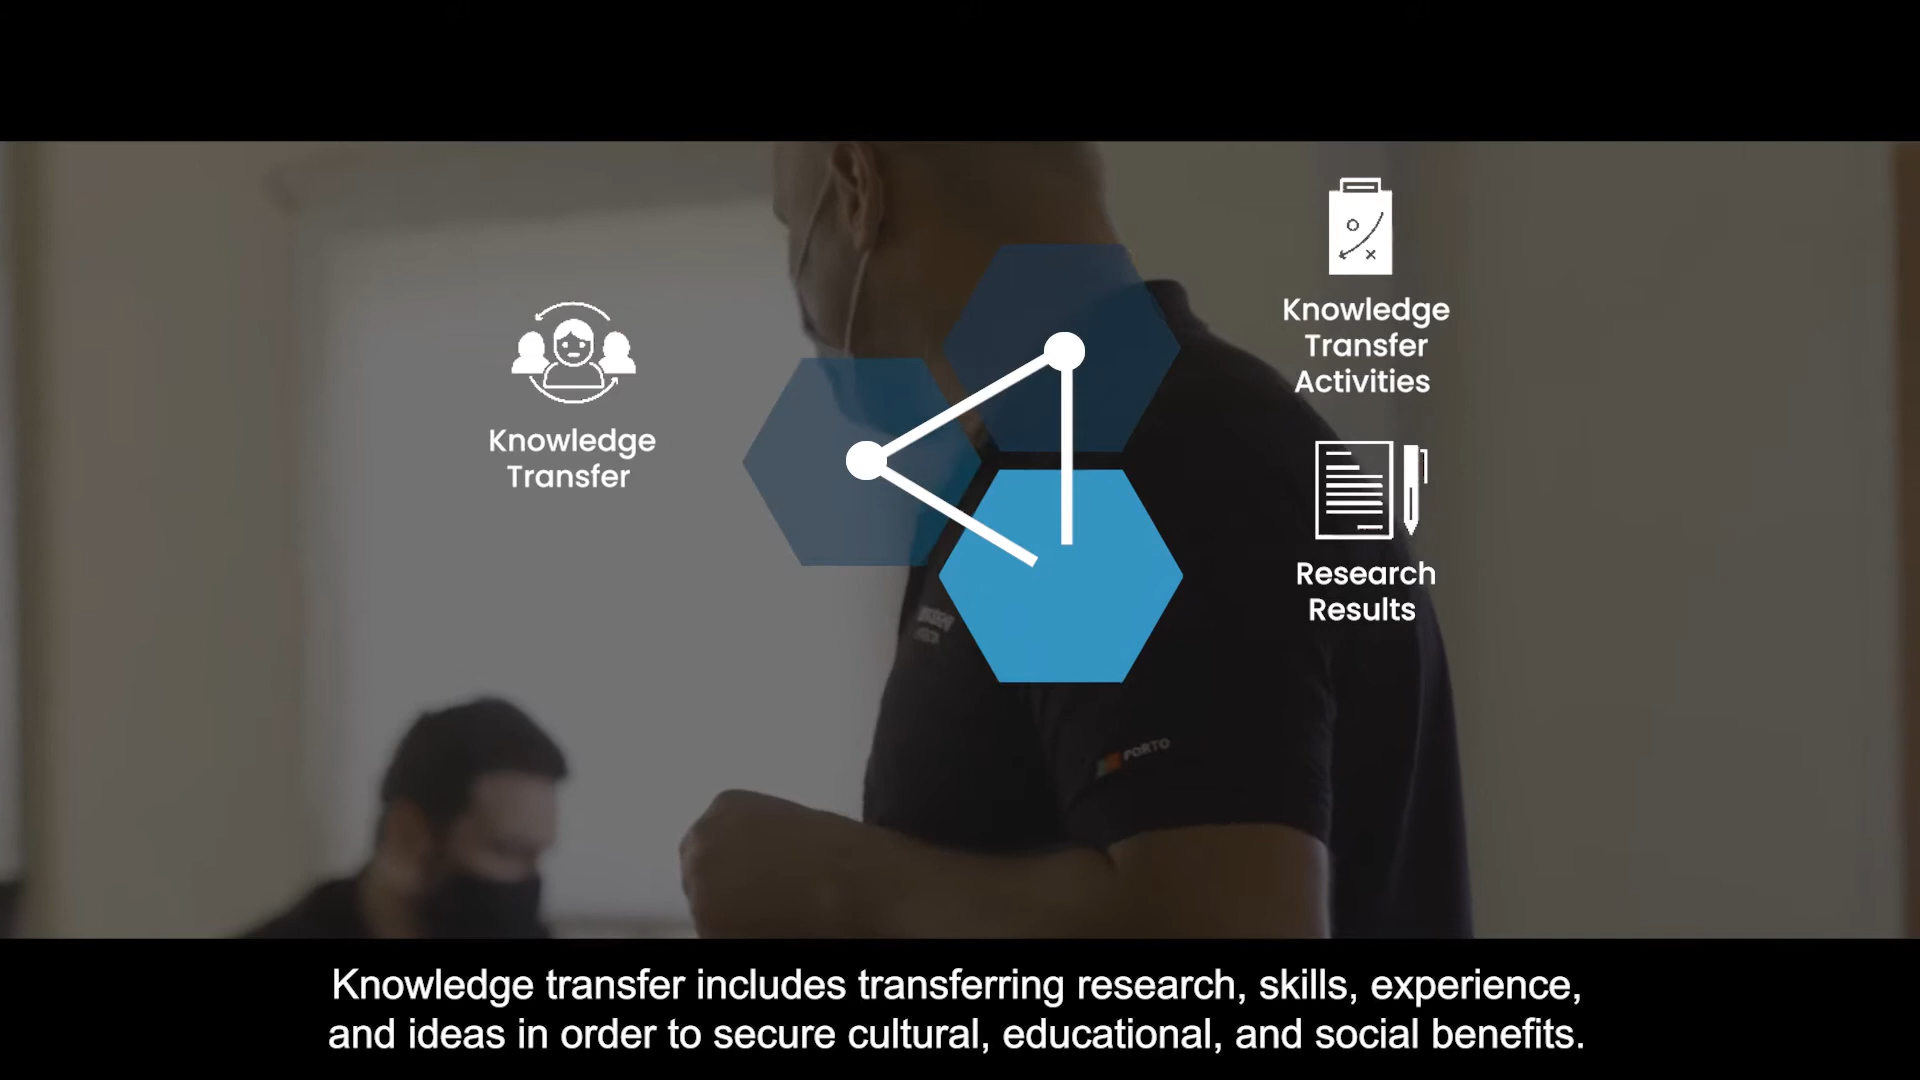 Knowledge
Transfer
Knowledge
Transfer
Activities
Research
Results
PORTO
Knowledge transfer includes transferring research, skills, experience,
and ideas in order to secure cultural, educational, and social benefits.